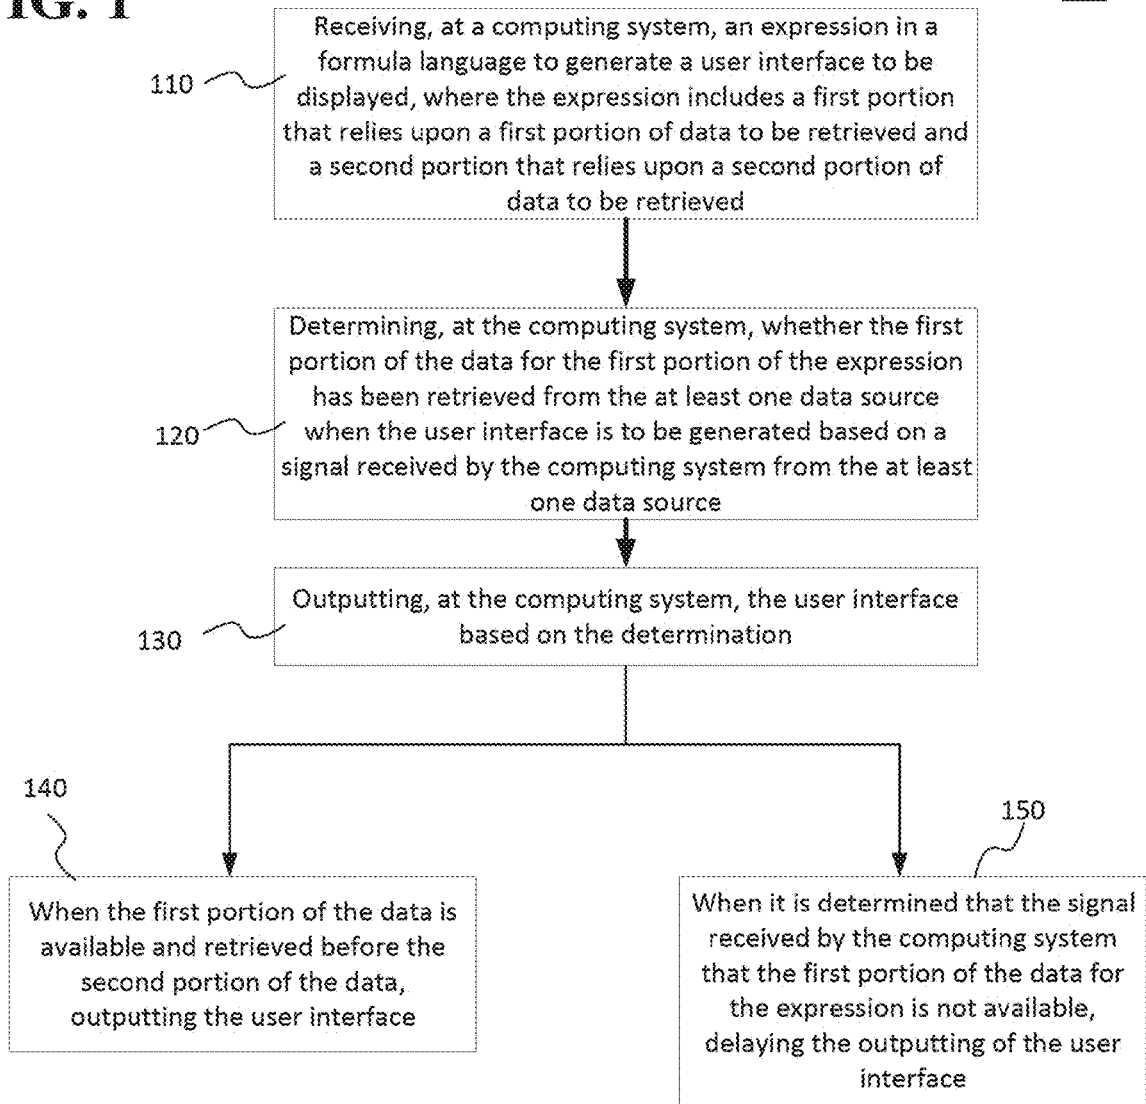 FIG. 1
Receiving, at a computing system, an expression in a
formula language to generate a user interface to be
displayed, where the expression includes a first portion
that relies upon a first portion of data to be retrieved and
a second portion that relies upon a second portion of
data to be retrieved
110
Determining, at the computing system, whether the first
portion of the data for the first portion of the expression
has been retrieved from the at least one data source
when the user interface is to be generated based on a
signal received by the computing system from the at least
one data source
120
Outputting, at the computing system, the user interface
based on the determination
130
140
When the first portion of the data is
available and retrieved before the
second portion of the data,
outputting the user interface
150
When it is determined that the signal
received by the computing system
that the first portion of the data for
the expression is not available,
delaying the outputting of the user
interface